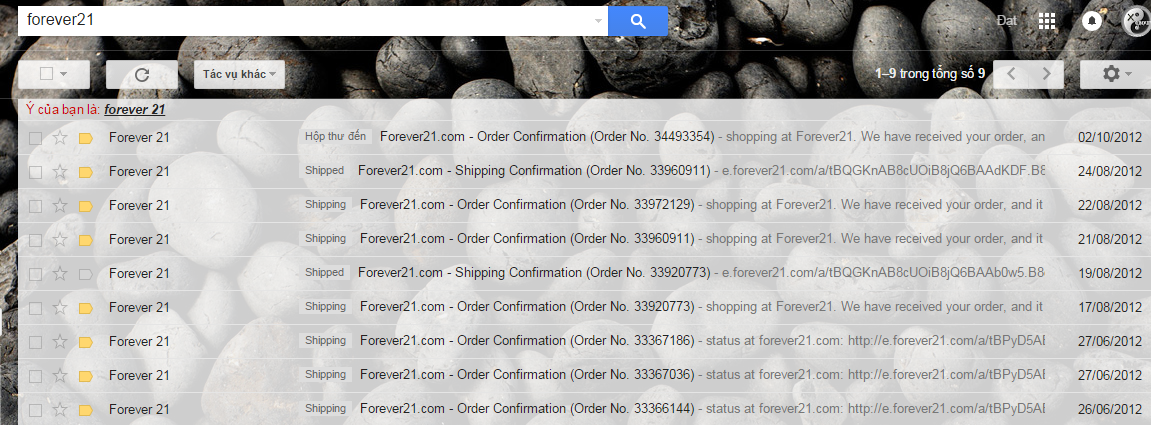 forever21
Đạt
Tác vụ khác
1–9 trong tổng số 9
Ý của bạn là: forever 21
Forever 21 Hộp thư đến Forever21.com - Order Confirmation (Order No. 34493354) - shopping at Forever21. We have received your order, an 02/10/2012
Forever 21 Shipped Forever21.com - Shipping Confirmation (Order No. 33960911) - e.forever21.com/a/tBQGKnAB8cUOiB8jQ6BAAdKDF.B8 24/08/2012
Forever 21 Shipping Forever21.com - Order Confirmation (Order No. 33972129) - shopping at Forever21. We have received your order, and it 22/08/2012
Forever 21 Shipping Forever21.com - Order Confirmation (Order No. 33960911) - shopping at Forever21. We have received your order, and it 21/08/2012
Forever 21 Shipped Forever21.com - Shipping Confirmation (Order No. 33920773) - e.forever21.com/a/tBQGKnAB8cUOiB8jQ6BAAb0w5.B8 19/08/2012
Forever 21 Shipping Forever21.com - Order Confirmation (Order No. 33920773) - shopping at Forever21. We have received your order, and it 17/08/2012
Forever 21 Shipping Forever21.com - Order Confirmation (Order No. 33367186) - status at forever21.com: http://e.forever21.com/a/tBPyD5AE 27/06/2012
Forever 21 Shipping Forever21.com - Order Confirmation (Order No. 33367036) - status at forever21.com: http://e.forever21.com/a/tBPyD5AE 27/06/2012
Forever 21 Shipping Forever21.com - Order Confirmation (Order No. 33366144) - status at forever21.com: http://e.forever21.com/a/tBPyD5AE 26/06/2012